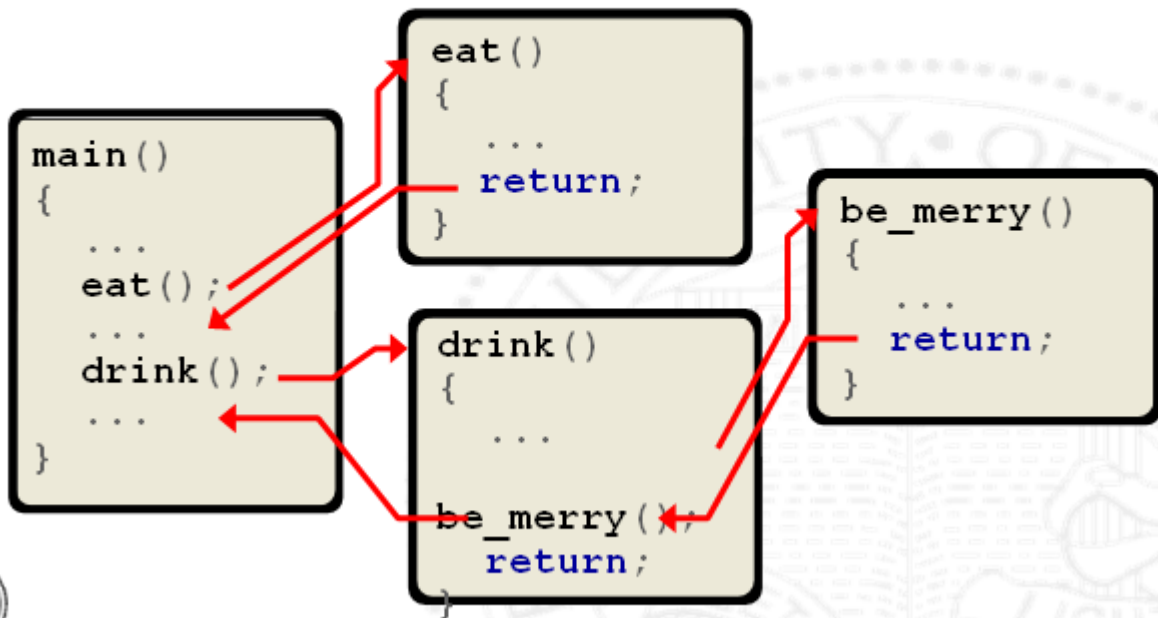 main()
{
...
eat();
...
drink();
...
}
eat()
{
...
return;
}
drink()
{
...
be_merry();
return;
}
be_merry()
{
...
return;
}